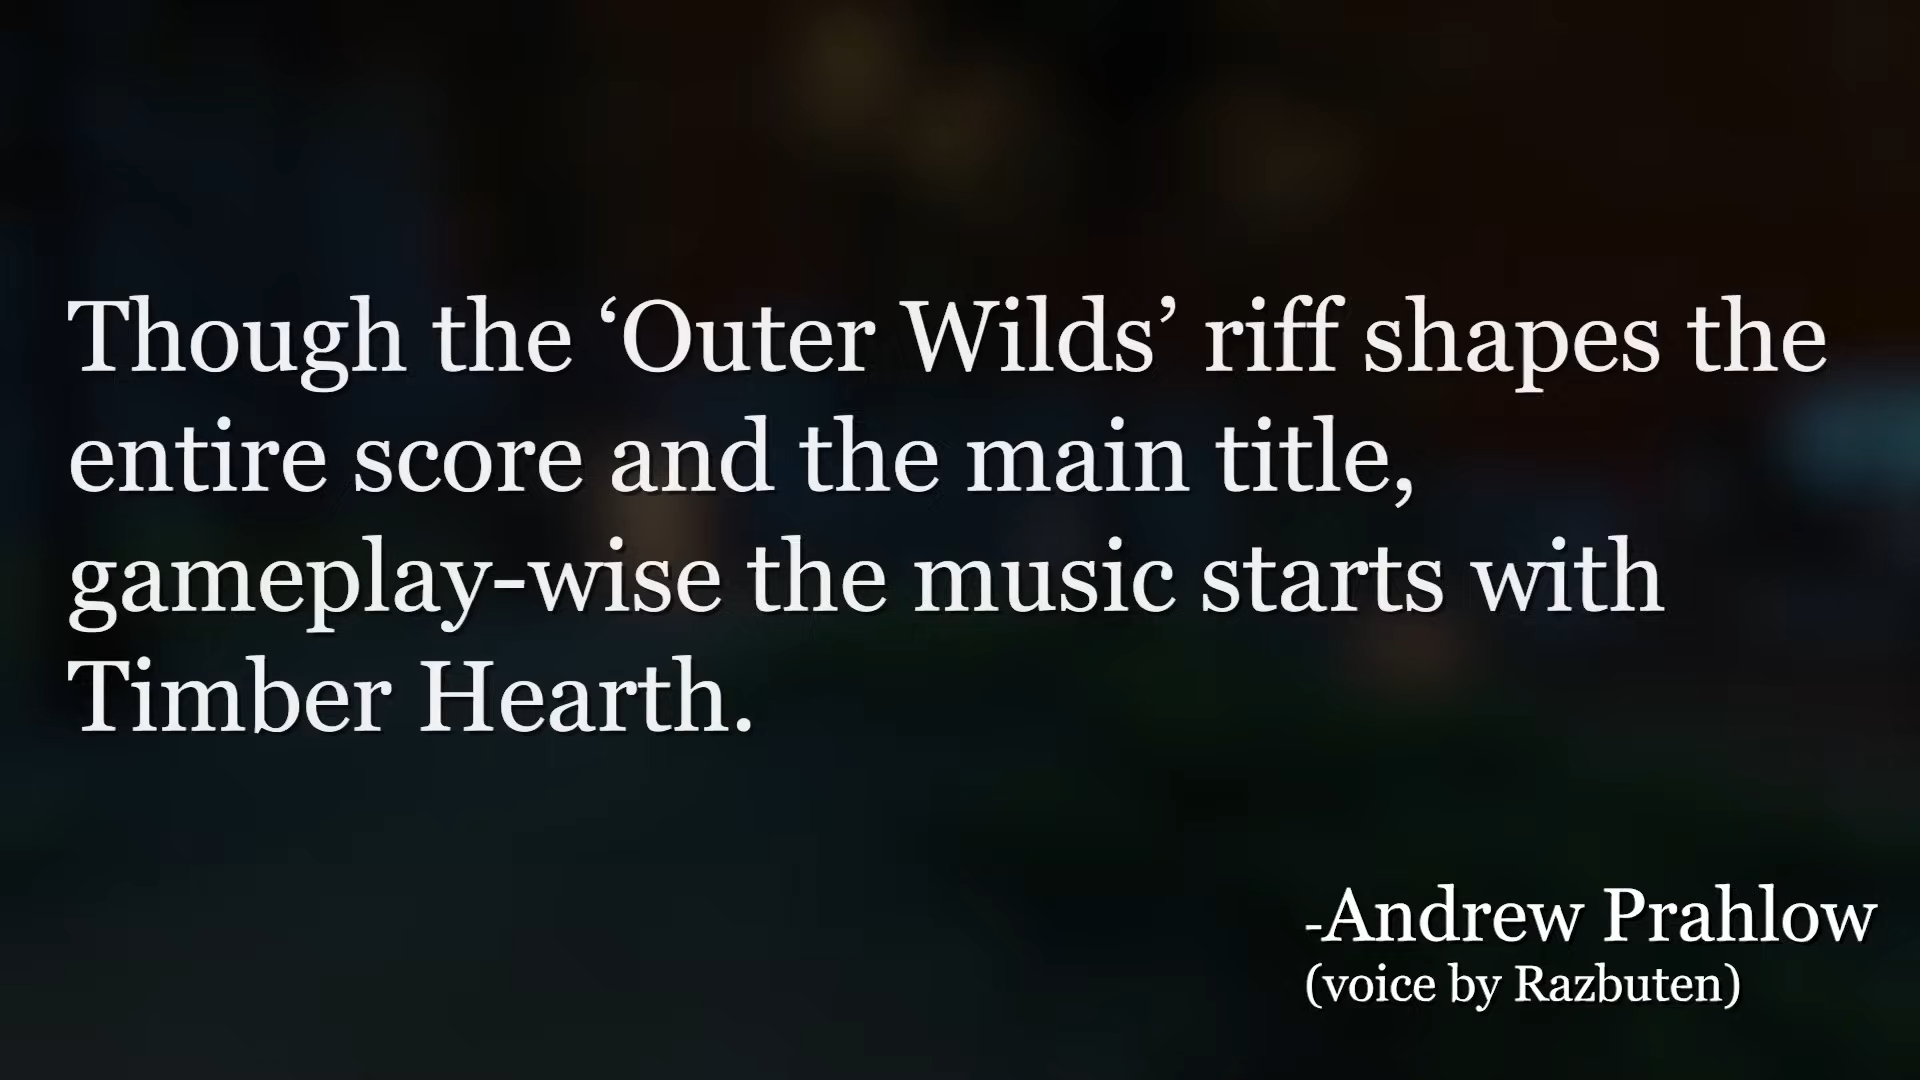 Though the ‘Outer Wilds’ riff shapes the
entire score and the main title,
gameplay-wise the music starts with
Timber Hearth.
-Andrew Prahlow
(voice by Razbuten)